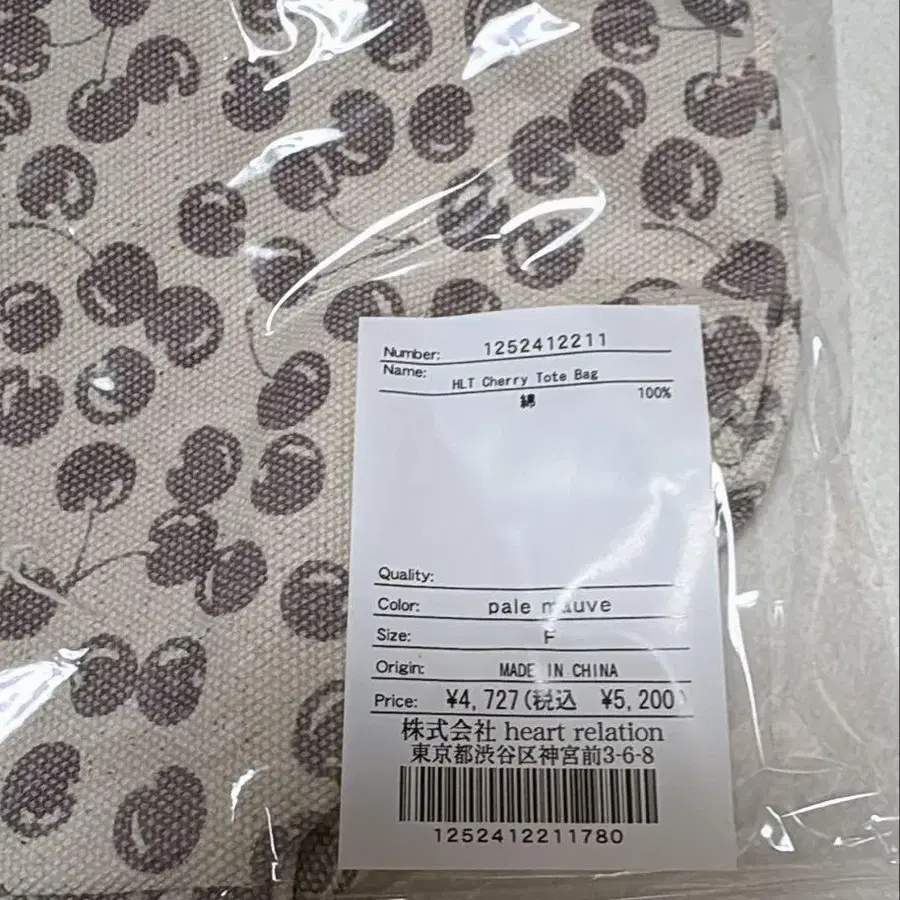 Number: 1252412211
Name: HLT Cherry Tote Bag
綿 100%
Quality:
Color: pale mauve
Size: F
Origin: MADE IN CHINA
Price: ¥4,727(税込 ¥5,200)
株式会社 heart relation
東京都渋谷区神宮前3-6-8
1252412211780